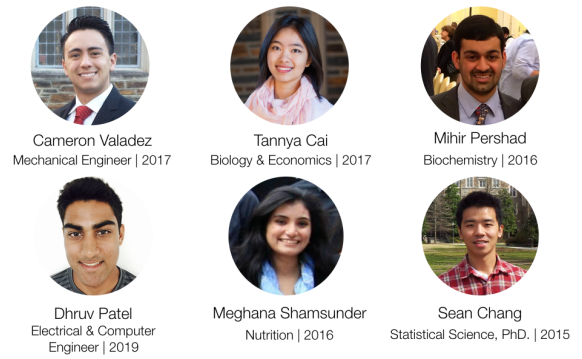 Cameron Valadez
Mechanical Engineer | 2017
Tannya Cai
Biology & Economics | 2017
Mihir Pershad
Biochemistry | 2016
Dhruv Patel
Electrical & Computer
Engineer | 2019
Meghana Shamsunder
Nutrition | 2016
Sean Chang
Statistical Science, PhD. | 2015